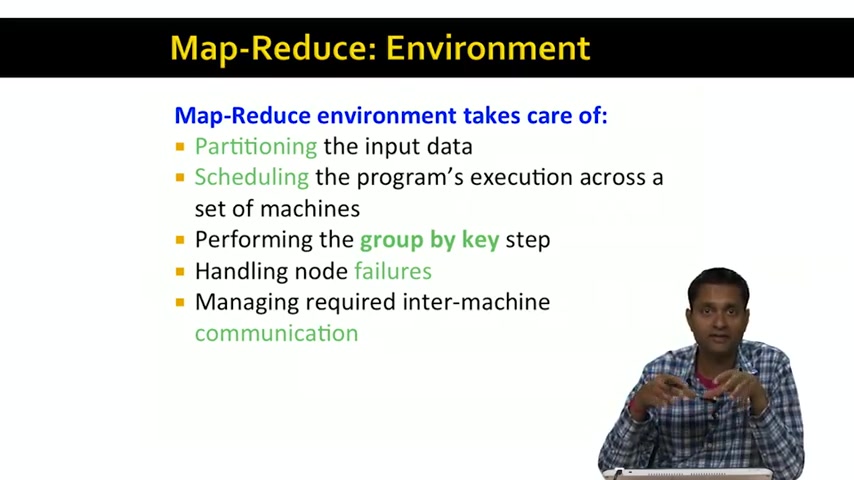 Map-Reduce: Environment
Map-Reduce environment takes care of:
Partitioning the input data
Scheduling the program's execution across a
set of machines
Performing the group by key step
Handling node failures
Managing required inter-machine
communication